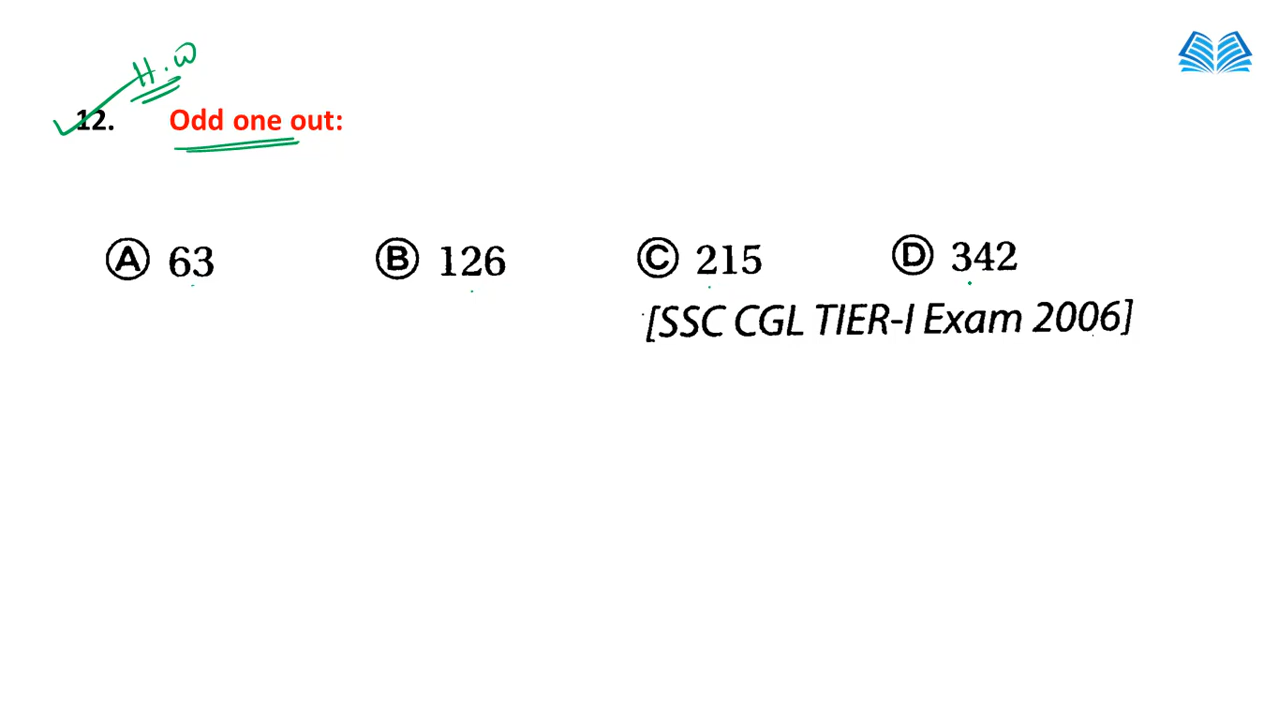 H.W
12. Odd one out:
A 63 B 126 C 215 D 342
[SSC CGL TIER-I Exam 2006]